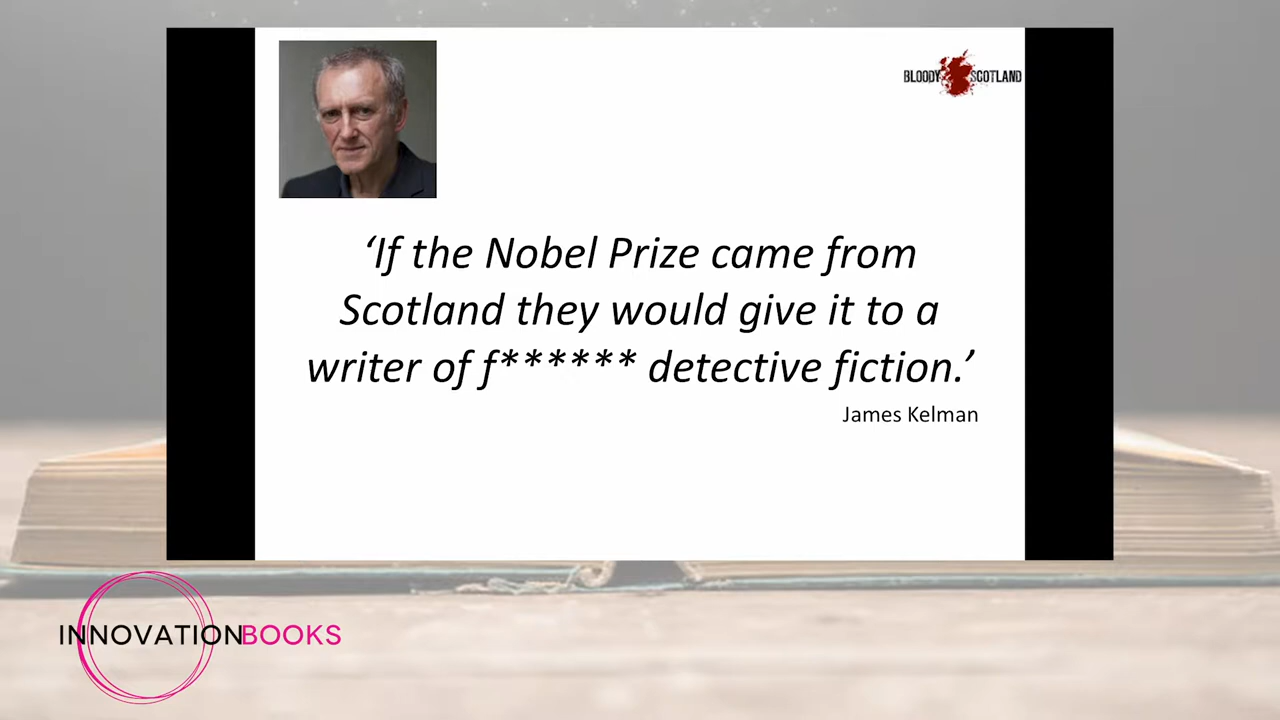 BLOODY SCOTLAND
‘If the Nobel Prize came from
Scotland they would give it to a
writer of f****** detective fiction.’
James Kelman
INNOVATIONBOOKS